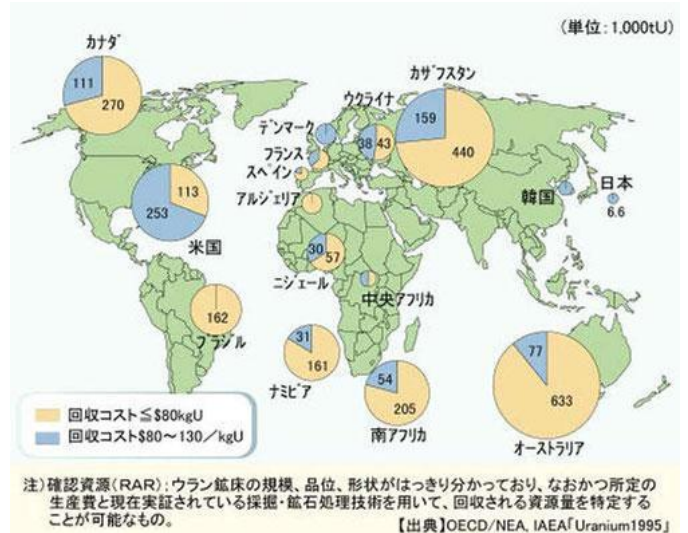 (単位:1,000tU)
カナダ
111
270
カザフスタン
159
440
ウクライナ
38
43
デンマーク
フランス
スペイン
アルジェリア
113
253
米国
韓国
日本
6.6
30
57
ニジェール
中央アフリカ
162
ブラジル
31
161
ナミビア
54
205
南アフリカ
77
633
オーストラリア
回収コスト≦$80kgU
回収コスト$80~130/kgU
注)確認資源(RAR):ウラン鉱床の規模、品位、形状がはっきり分かっており、なおかつ所定の
生産費と現在実証されている採掘・鉱石処理技術を用いて、回収される資源量を特定する
ことが可能なもの。
【出典】OECD/NEA, IAEA「Uranium1995」